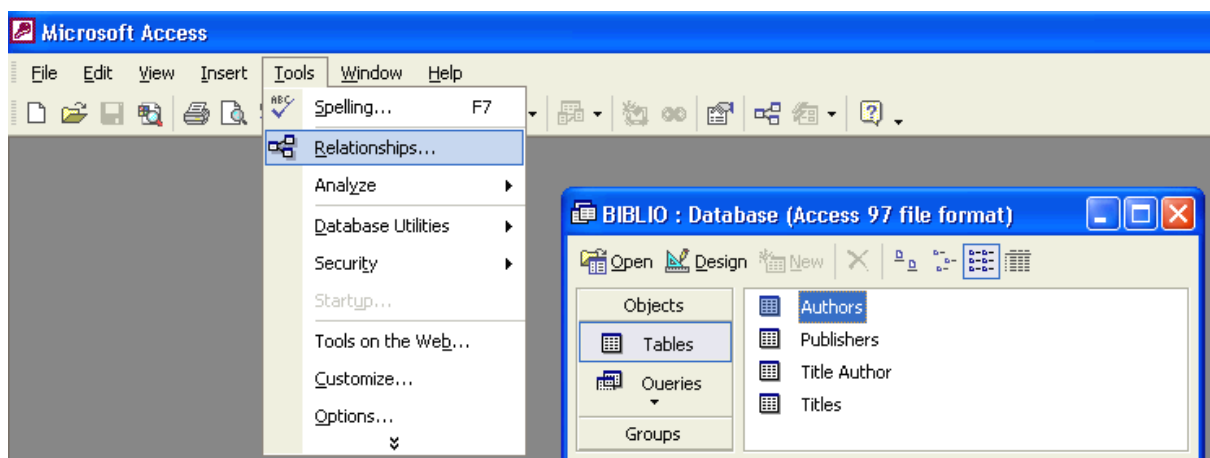 Microsoft Access
File Edit View Insert Tools Window Help
ABC Spelling... F7
Relationships...
Analyze
Database Utilities
Security
Startup...
Tools on the Web...
Customize...
Options...
BIBLIO : Database (Access 97 file format)
Open Design New
Objects
Tables
Queries
Groups
Authors
Publishers
Title Author
Titles